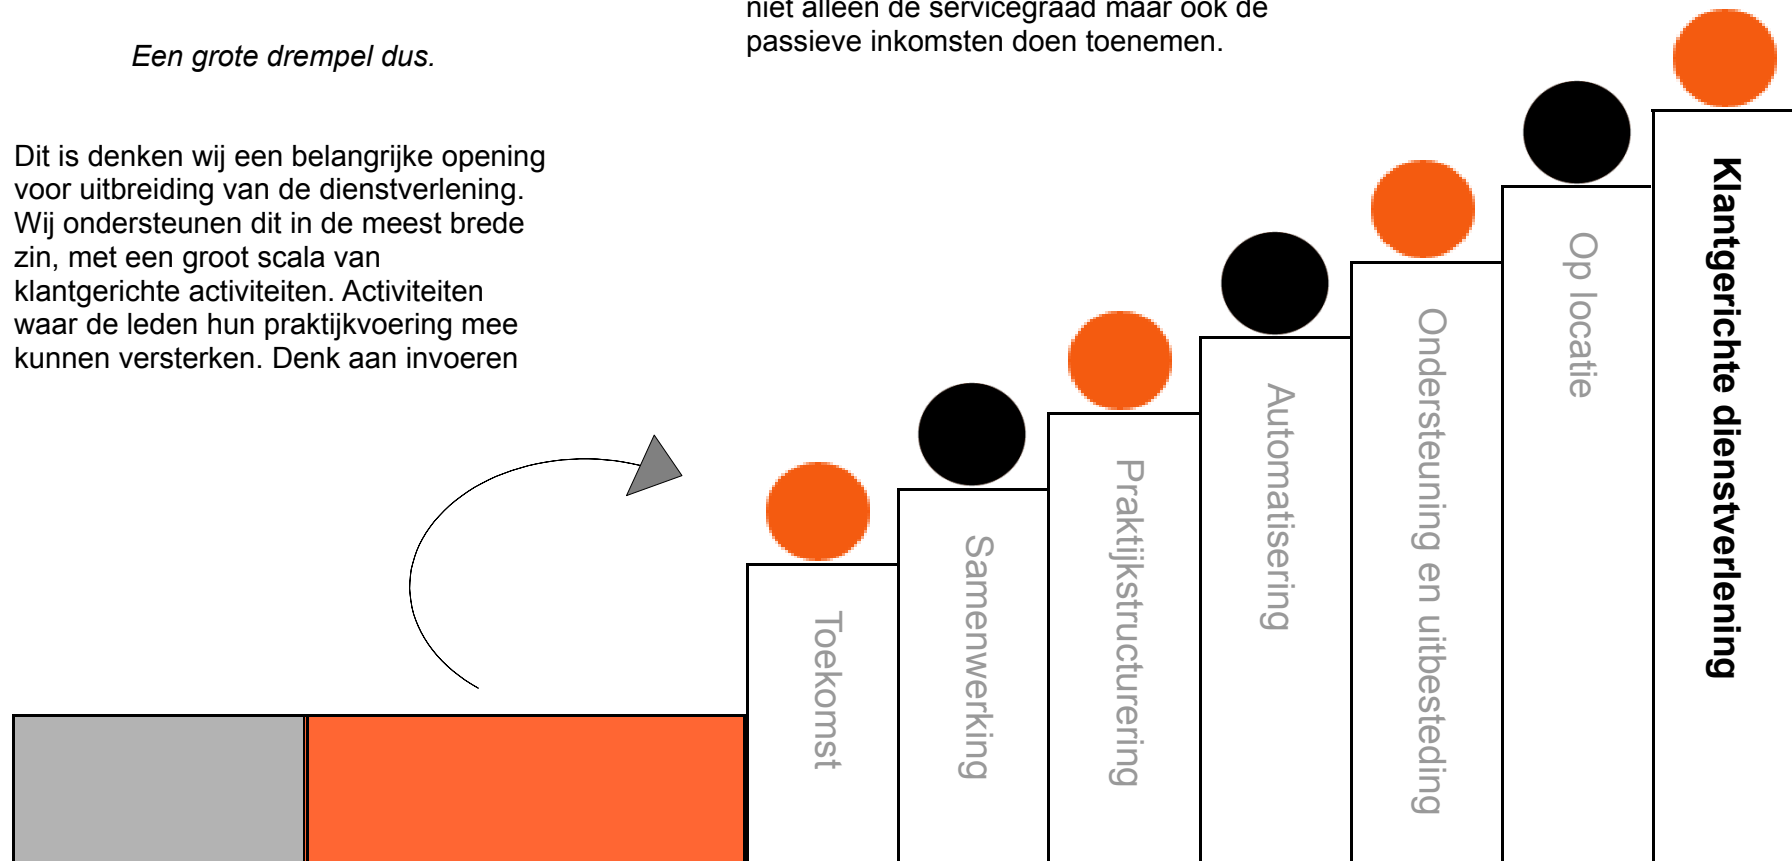 Een grote drempel dus.
Dit is denken wij een belangrijke opening
voor uitbreiding van de dienstverlening.
Wij ondersteunen dit in de meest brede
zin, met een groot scala van
klantgerichte activiteiten. Activiteiten
waar de leden hun praktijkvoering mee
kunnen versterken. Denk aan invoeren
niet alleen de servicegraad maar ook de
passieve inkomsten doen toenemen.
Toekomst
Samenwerking
Praktijkstructurering
Automatisering
Ondersteuning en uitbesteding
Op locatie
Klantgerichte dienstverlening